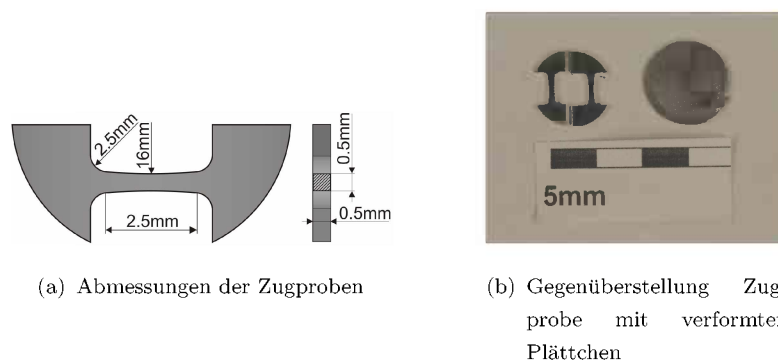 2.5mm
16mm
0.5mm
2.5mm
0.5mm
5mm
(a) Abmessungen der Zugproben
(b) Gegenüberstellung Zug
probe mit verformten
Plättchen